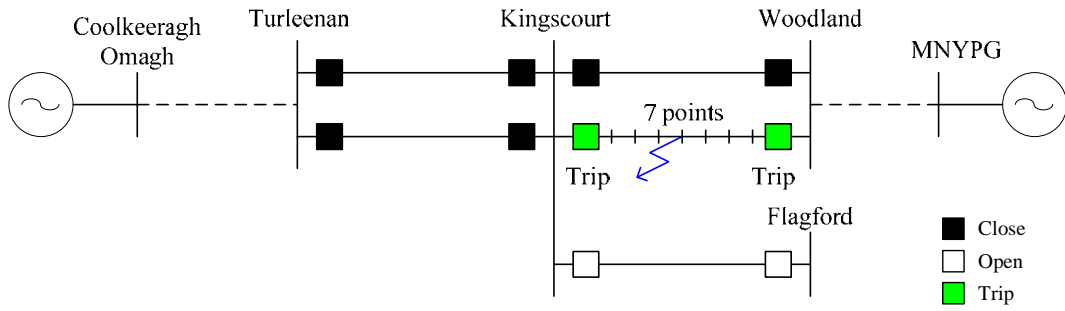 Coolkeeragh
Omagh
Turleenan
Kingscourt
Woodland
MNYPG
7 points
Trip
Trip
Flagford
Close
Open
Trip